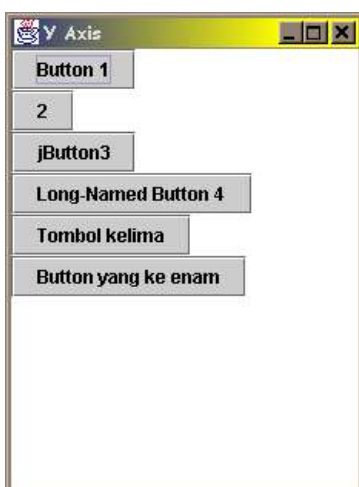 Y Axis
Button 1
2
jButton3
Long-Named Button 4
Tombol kelima
Button yang ke enam